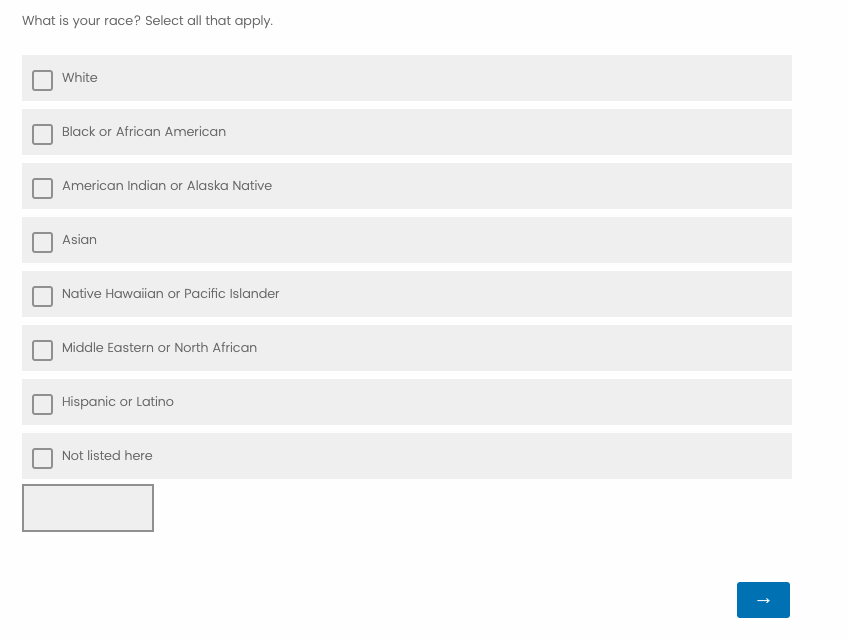 What is your race? Select all that apply.
White
Black or African American
American Indian or Alaska Native
Asian
Native Hawaiian or Pacific Islander
Middle Eastern or North African
Hispanic or Latino
Not listed here
→